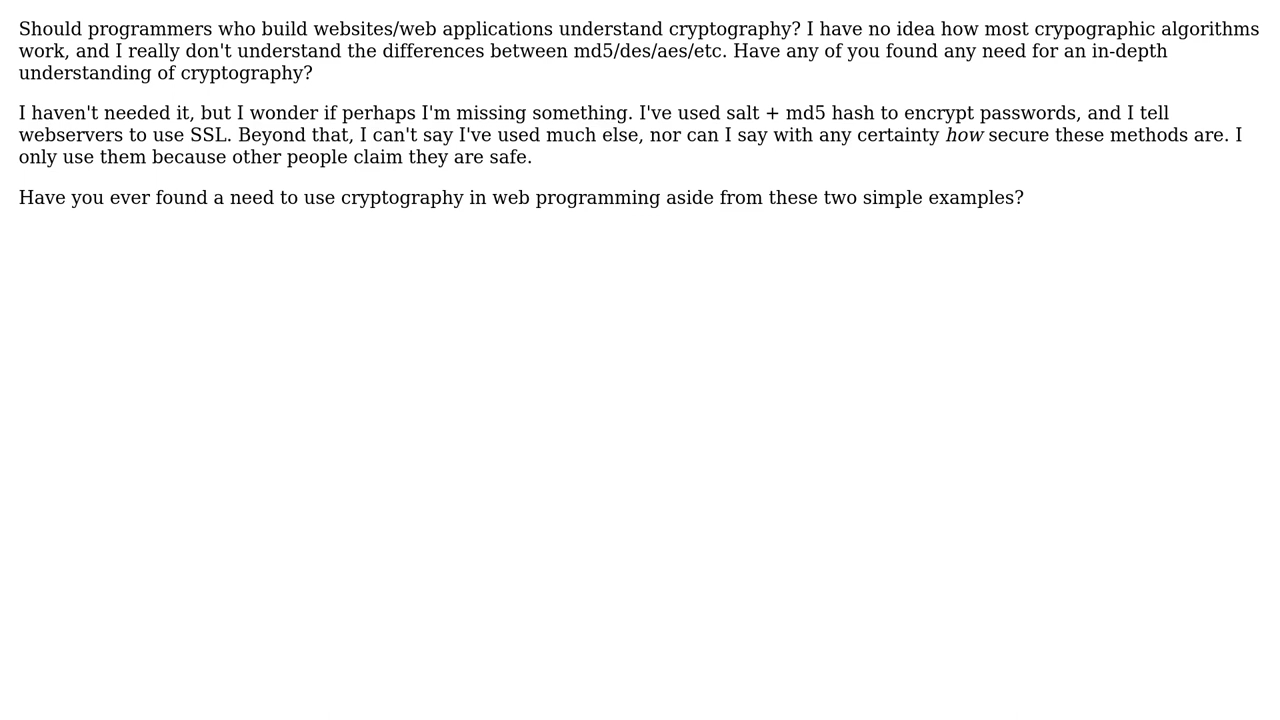 Should programmers who build websites/web applications understand cryptography? I have no idea how most crypographic algorithms
work, and I really don't understand the differences between md5/des/aes/etc. Have any of you found any need for an in-depth
understanding of cryptography?
I haven't needed it, but I wonder if perhaps I'm missing something. I've used salt + md5 hash to encrypt passwords, and I tell
webservers to use SSL. Beyond that, I can't say I've used much else, nor can I say with any certainty how secure these methods are. I
only use them because other people claim they are safe.
Have you ever found a need to use cryptography in web programming aside from these two simple examples?